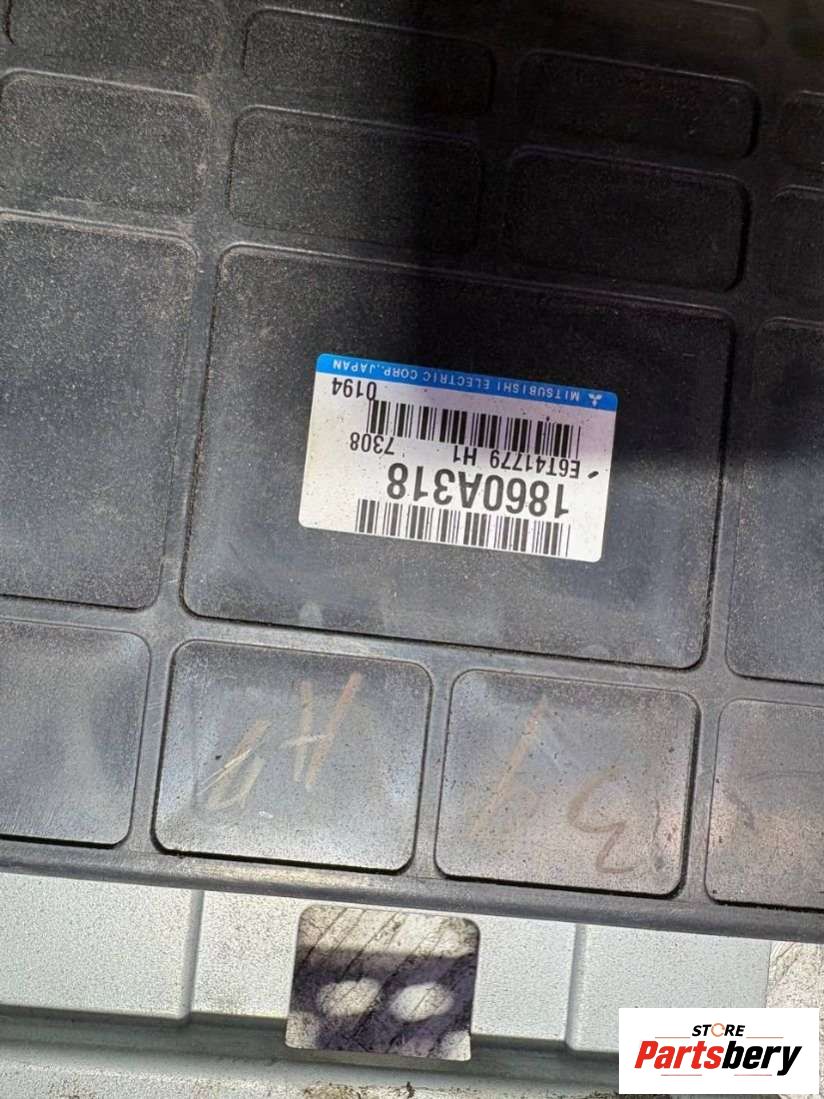 MITSUBISHI ELECTRIC CORP.JAPAN
0194
E6T41779 H1 7308
1860A318
STORE
Partsbery